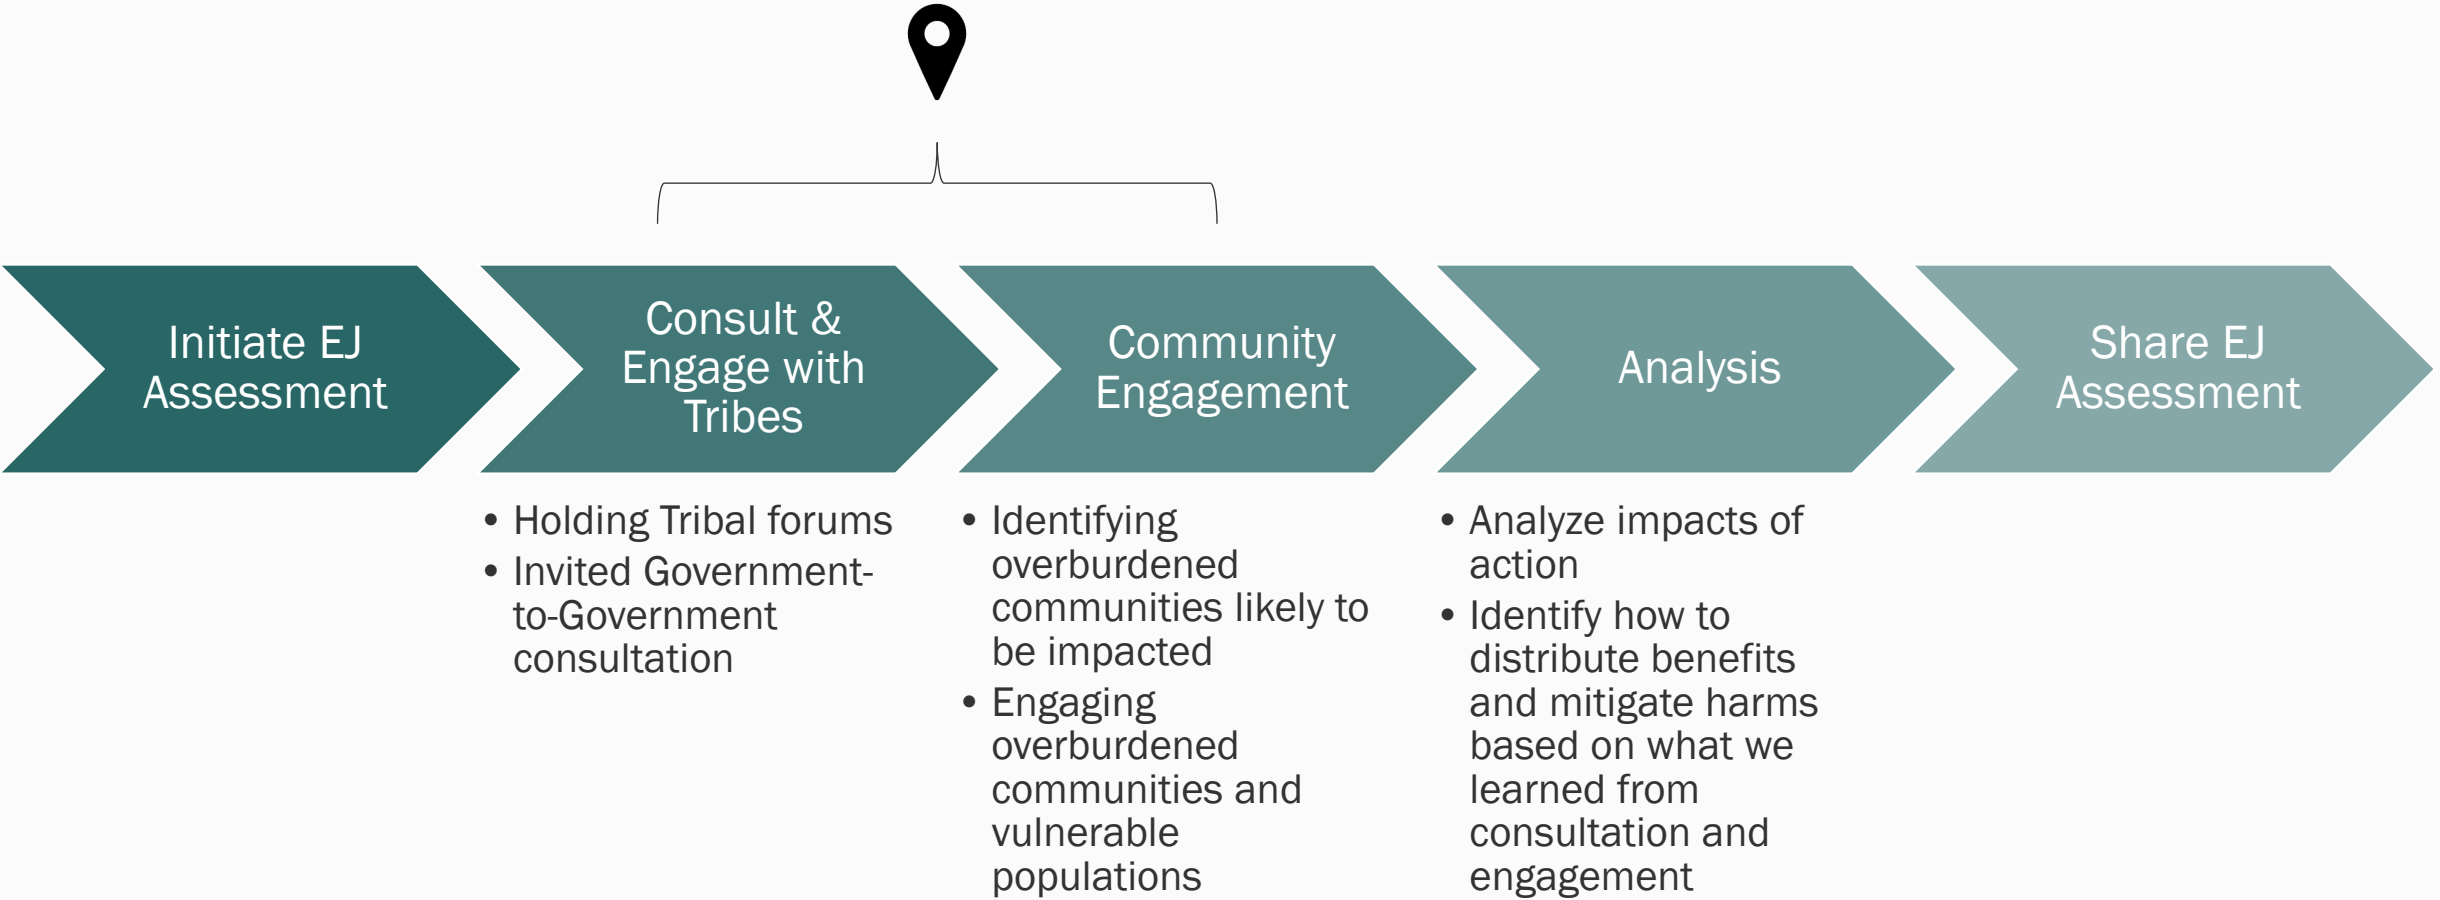 Initiate EJ
Assessment
Consult &
Engage with
Tribes
Community
Engagement
Analysis
Share EJ
Assessment
• Holding Tribal forums
• Invited Government-
to-Government
consultation
• Identifying
overburdened
communities likely to
be impacted
• Engaging
overburdened
communities and
vulnerable
populations
• Analyze impacts of
action
• Identify how to
distribute benefits
and mitigate harms
based on what we
learned from
consultation and
engagement